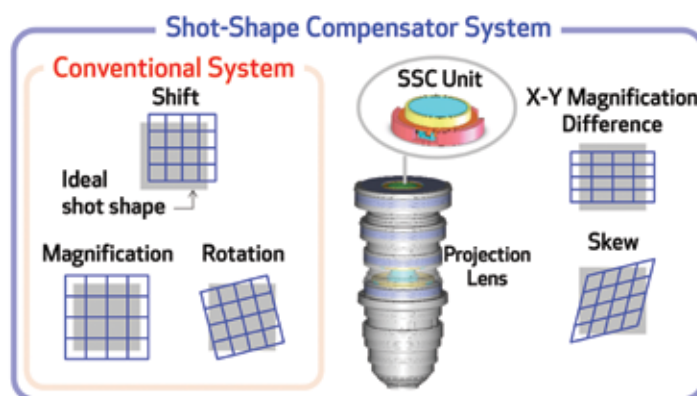 Shot-Shape Compensator System
Conventional System
Shift
Ideal
shot shape
Magnification
Rotation
SSC Unit
Projection
Lens
X-Y Magnification
Difference
Skew